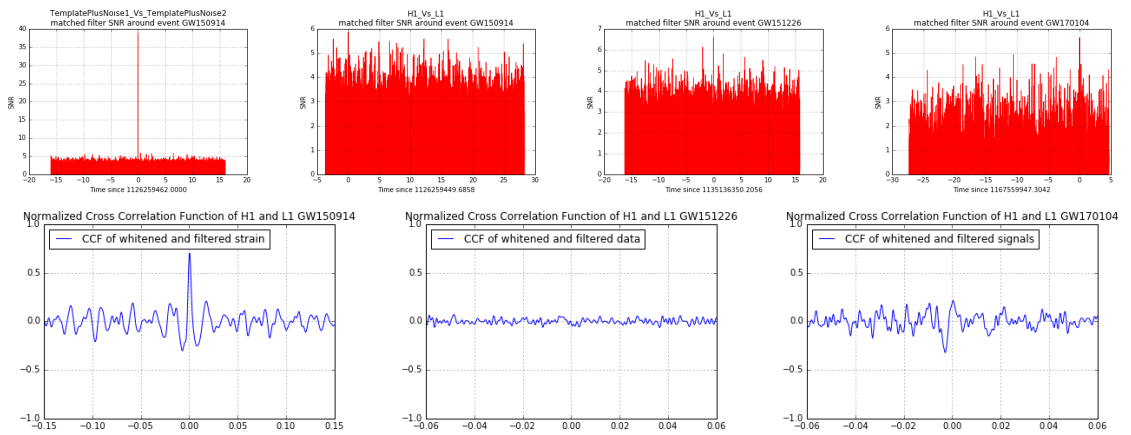 TemplatePlusNoise1_Vs_TemplatePlusNoise2
matched filter SNR around event GW150914
40
35
30
25
20
15
10
5
0
SNR
−20 −15 −10 −5 0 5 10 15 20
Time since 1126259462.0000
H1_Vs_L1
matched filter SNR around event GW150914
6
5
4
3
2
1
0
SNR
−5 0 5 10 15 20 25 30
Time since 1126259449.6858
H1_Vs_L1
matched filter SNR around event GW151226
7
6
5
4
3
2
1
0
SNR
−20 −15 −10 −5 0 5 10 15 20
Time since 1135136350.2056
H1_Vs_L1
matched filter SNR around event GW170104
6
5
4
3
2
1
0
SNR
−30 −25 −20 −15 −10 −5 0 5
Time since 1167559947.3042
Normalized Cross Correlation Function of H1 and L1 GW150914
CCF of whitened and filtered strain
1.0
0.5
0.0
−0.5
−1.0
−0.15 −0.10 −0.05 0.00 0.05 0.10 0.15
Normalized Cross Correlation Function of H1 and L1 GW151226
CCF of whitened and filtered data
1.0
0.5
0.0
−0.5
−1.0
−0.06 −0.04 −0.02 0.00 0.02 0.04 0.06
Normalized Cross Correlation Function of H1 and L1 GW170104
CCF of whitened and filtered signals
1.0
0.5
0.0
−0.5
−1.0
−0.06 −0.04 −0.02 0.00 0.02 0.04 0.06